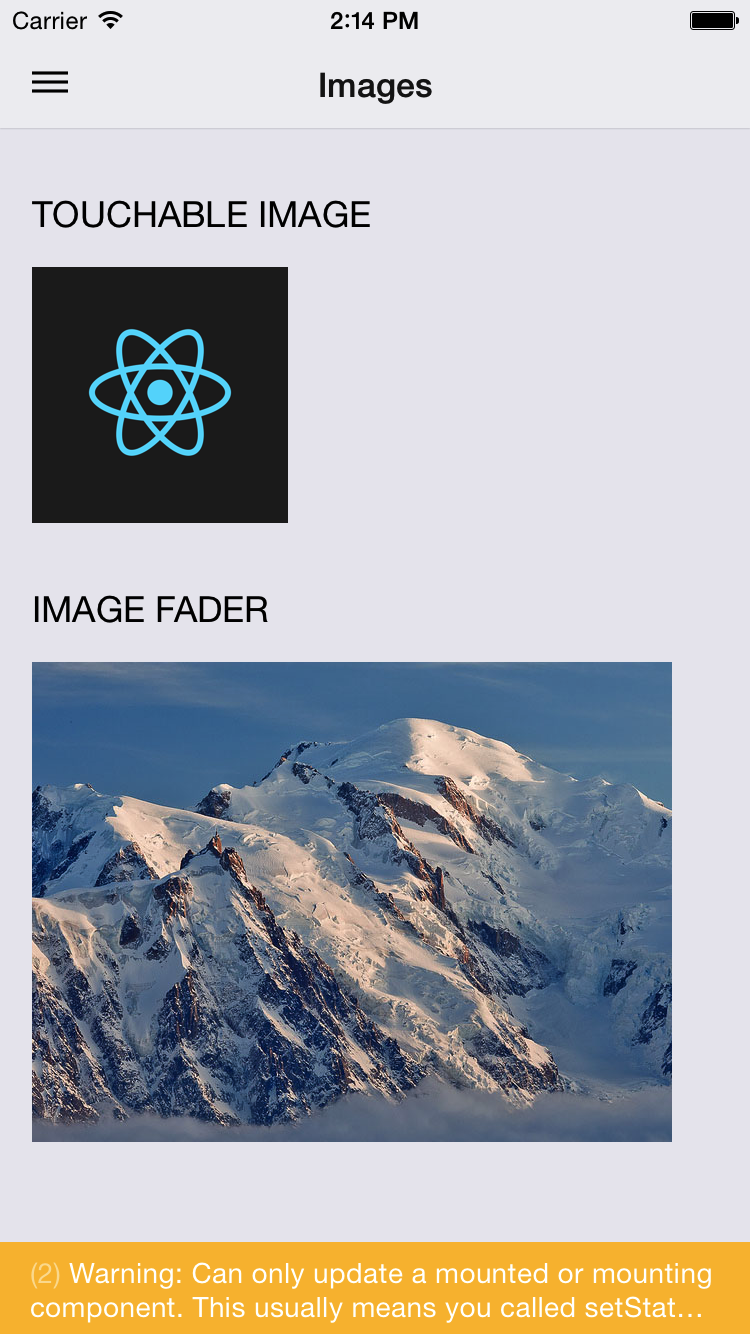 Carrier 2:14 PM
Images
TOUCHABLE IMAGE
IMAGE FADER
(2) Warning: Can only update a mounted or mounting
component. This usually means you called setStat...